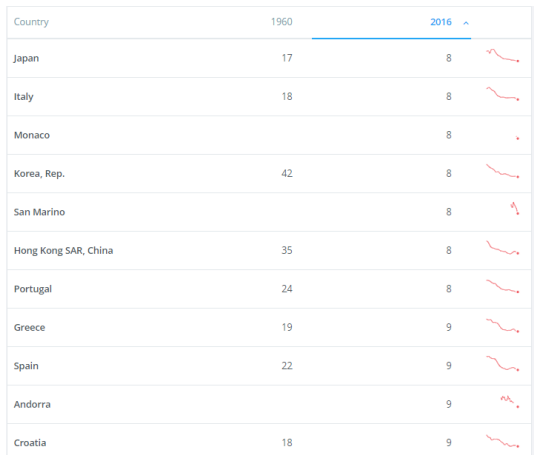 Country 1960 2016
Japan 17 8
Italy 18 8
Monaco 8
Korea, Rep. 42 8
San Marino 8
Hong Kong SAR, China 35 8
Portugal 24 8
Greece 19 9
Spain 22 9
Andorra 9
Croatia 18 9